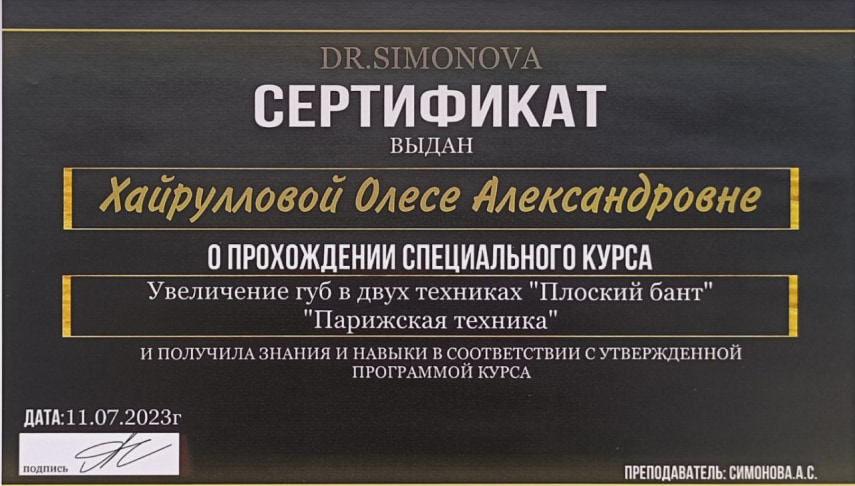 DR.SIMONOVA
СЕРТИФИКАТ
ВЫДАН
Хайрулловой Олесе Александровне
О ПРОХОЖДЕНИИ СПЕЦИАЛЬНОГО КУРСА
Увеличение губ в двух техниках "Плоский бант"
"Парижская техника"
И ПОЛУЧИЛА ЗНАНИЯ И НАВЫКИ В СООТВЕТСТВИИ С УТВЕРЖДЕННОЙ
ПРОГРАММОЙ КУРСА
ДАТА:11.07.2023г
подпись
ПРЕПОДАВАТЕЛЬ: СИМОНОВА.А.С.